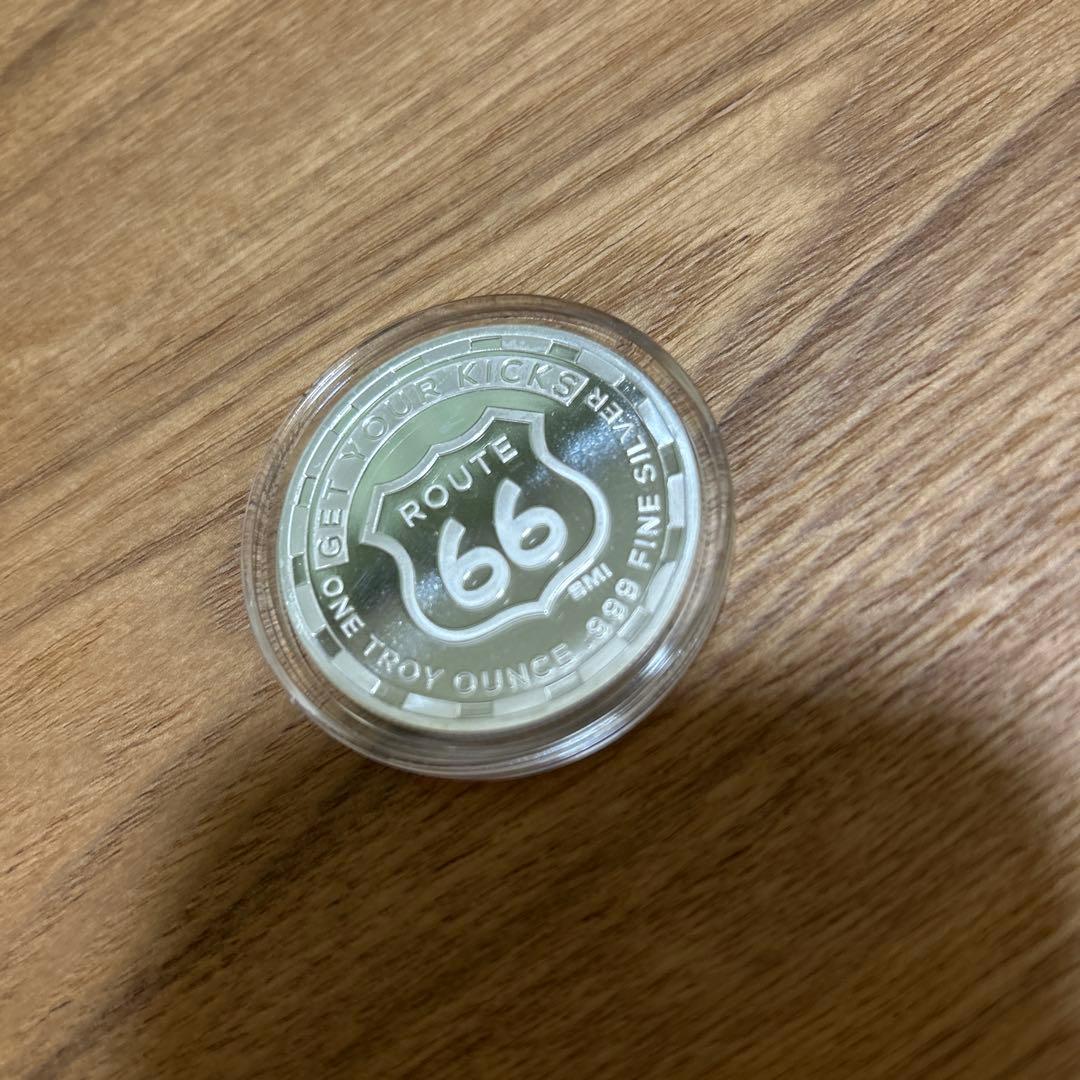 GET YOUR KICKS
ROUTE
66
SMI
ONE TROY OUNCE .999 FINE SILVER